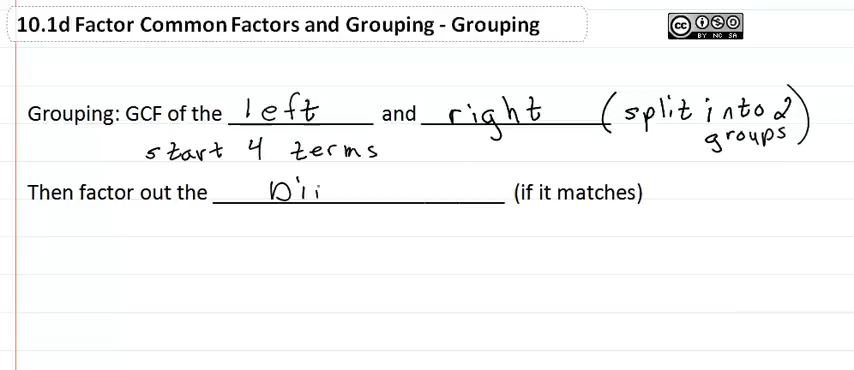 10.1d Factor Common Factors and Grouping - Grouping
cc BY NC SA
Grouping: GCF of the left and right (split into 2 groups)
start 4 terms
Then factor out the (if it matches)